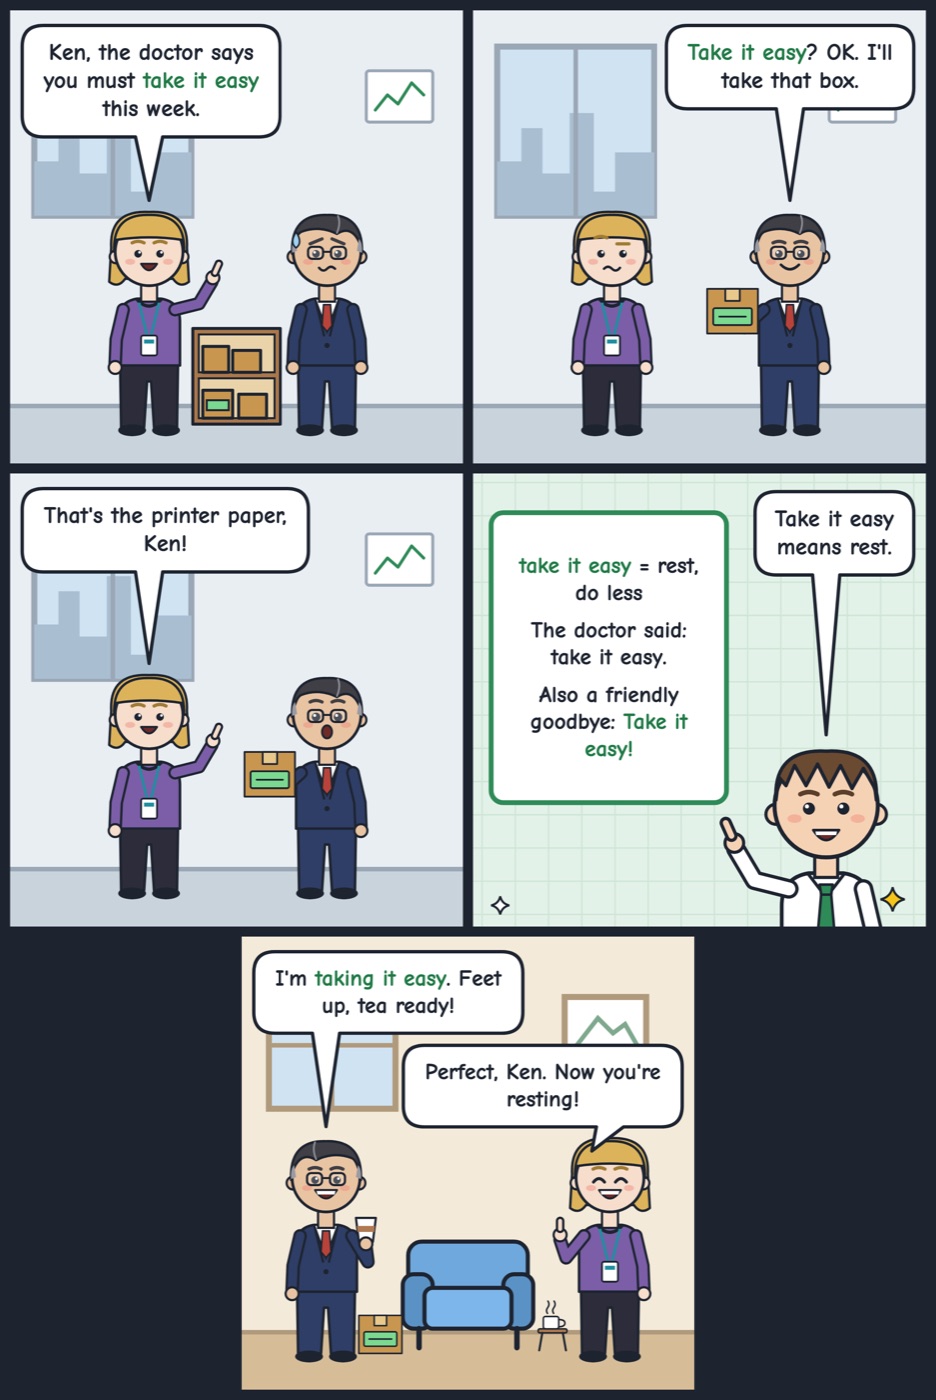 Ken, the doctor says
you must take it easy
this week.
Take it easy? OK. I'll
take that box.
That's the printer paper,
Ken!
take it easy = rest,
do less
The doctor said:
take it easy.
Also a friendly
goodbye: Take it
easy!
Take it easy
means rest.
I'm taking it easy. Feet
up, tea ready!
Perfect, Ken. Now you're
resting!